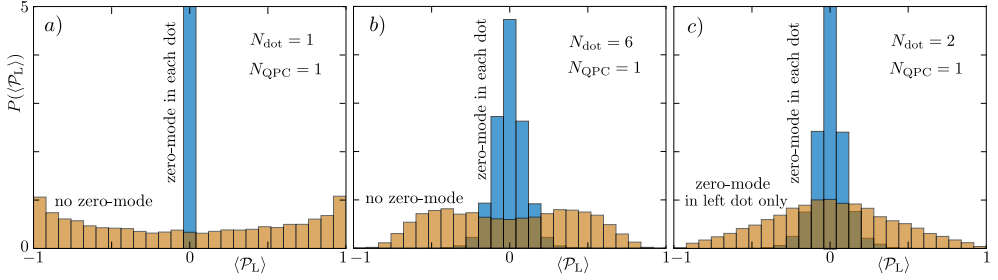 a)
N_dot = 1
N_QPC = 1
zero-mode in each dot
no zero-mode
P(⟨𝒫_L⟩)
5
0
−1
0
1
⟨𝒫_L⟩
b)
N_dot = 6
N_QPC = 1
zero-mode in each dot
no zero-mode
−1
0
1
⟨𝒫_L⟩
c)
N_dot = 2
N_QPC = 1
zero-mode in each dot
zero-mode
in left dot only
−1
0
1
⟨𝒫_L⟩